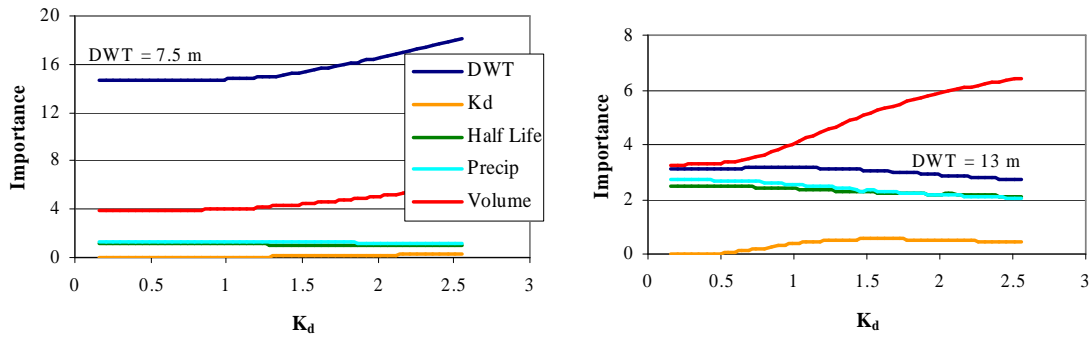 20
16
12
8
4
0
Importance
DWT = 7.5 m
DWT
Kd
Half Life
Precip
Volume
0 0.5 1 1.5 2 2.5 3
Kd
8
6
4
2
0
Importance
DWT = 13 m
0 0.5 1 1.5 2 2.5 3
Kd